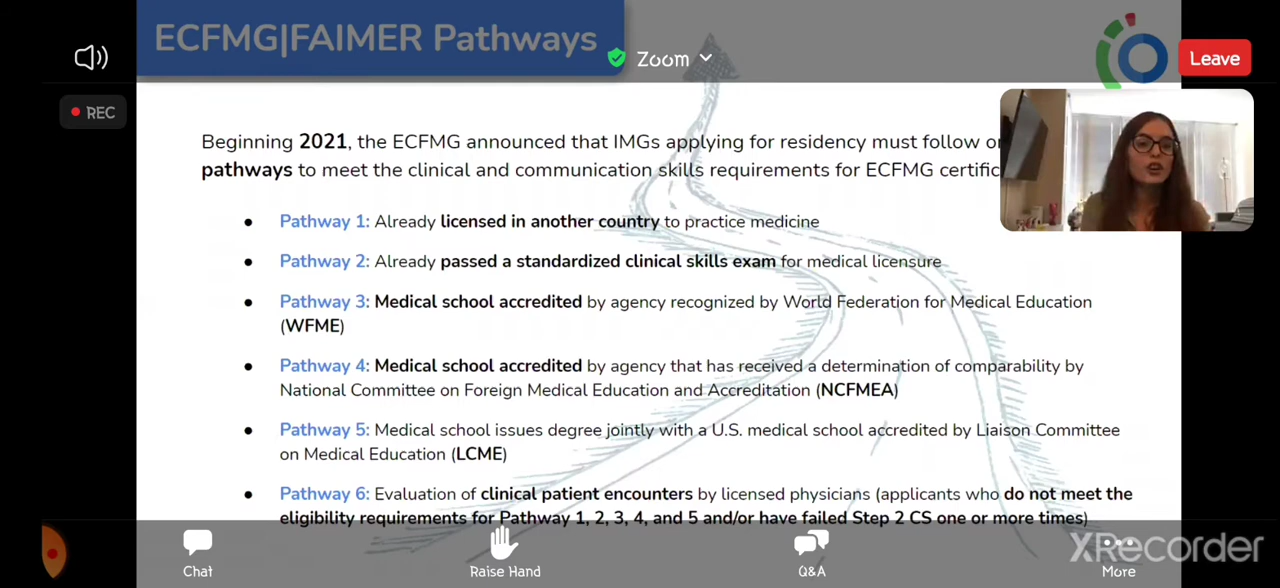 ECFMG|FAIMER Pathways
Zoom
Leave
REC
Beginning 2021, the ECFMG announced that IMGs applying for residency must follow
pathways to meet the clinical and communication skills requirements for ECFMG
• Pathway 1: Already licensed in another country to practice medicine
• Pathway 2: Already passed a standardized clinical skills exam for medical licensure
• Pathway 3: Medical school accredited by agency recognized by World Federation for Medical Education
(WFME)
• Pathway 4: Medical school accredited by agency that has received a determination of comparability by
National Committee on Foreign Medical Education and Accreditation (NCFMEA)
• Pathway 5: Medical school issues degree jointly with a U.S. medical school accredited by Liaison Committee
on Medical Education (LCME)
• Pathway 6: Evaluation of clinical patient encounters by licensed physicians (applicants who do not meet the
eligibility requirements for Pathway 1, 2, 3, 4, and 5 and/or have failed Step 2 CS one or more times)
Chat
Raise Hand
Q&A
More
XRecorder